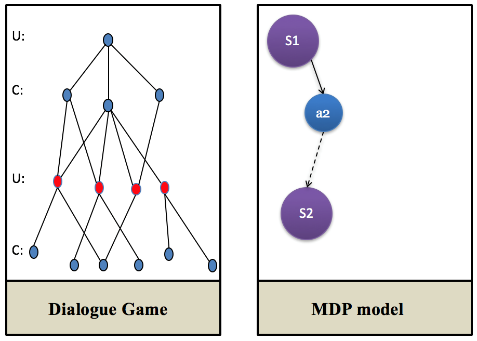 U:
C:
U:
C:
Dialogue Game
S1
a2
S2
MDP model